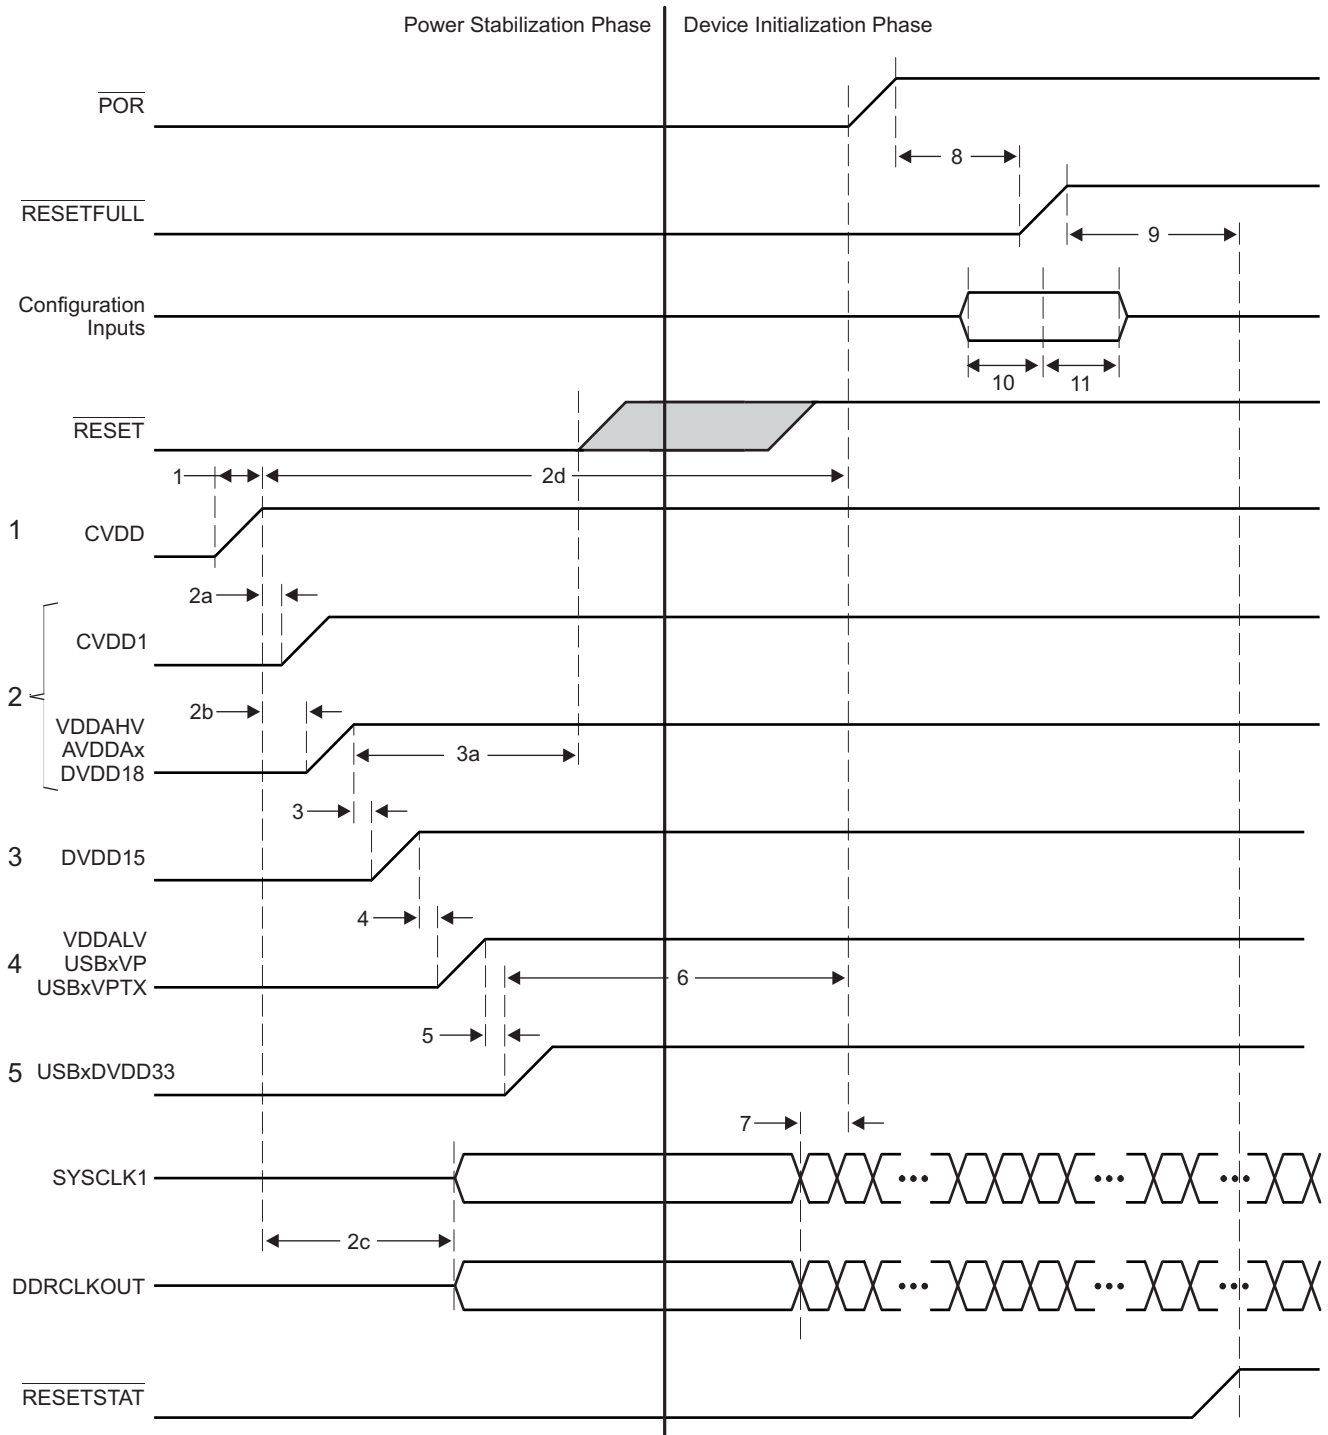 Power Stabilization Phase
Device Initialization Phase
POR
8
RESETFULL
9
Configuration
Inputs
10
11
RESET
1
2d
1
CVDD
2a
CVDD1
2
2b
VDDAHV
AVDDAx
DVDD18
3a
3
3
DVDD15
4
VDDALV
4
USBxVP
USBxVPTX
6
5
5
USBxDVDD33
7
SYSCLK1
2c
DDRCLKOUT
RESETSTAT